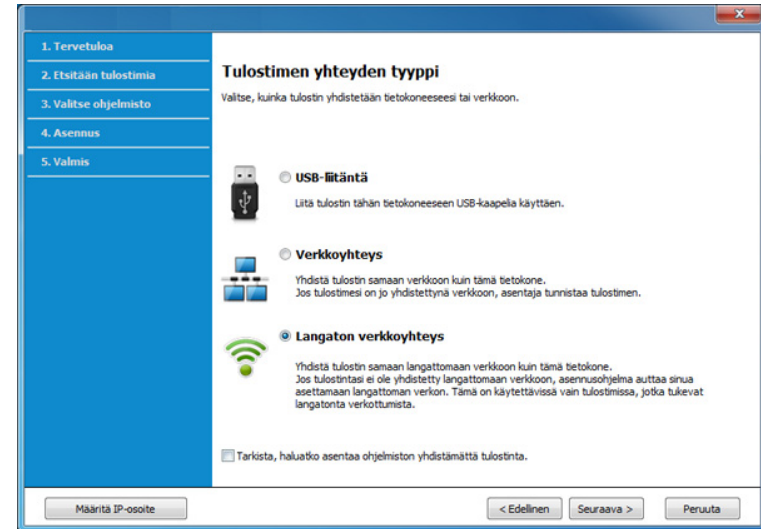 1. Tervetuloa
2. Etsitään tulostimia
3. Valitse ohjelmisto
4. Asennus
5. Valmis
Tulostimen yhteyden tyyppi
Valitse, kuinka tulostin yhdistetään tietokoneeseesi tai verkkoon.
USB-liitäntä
Liitä tulostin tähän tietokoneeseen USB-kaapelia käyttäen.
Verkkoyhteys
Yhdistä tulostin samaan verkkoon kuin tämä tietokone.
Jos tulostimesi on jo yhdistettynä verkkoon, asentaja tunnistaa tulostimen.
Langaton verkkoyhteys
Yhdistä tulostin samaan langattomaan verkkoon kuin tämä tietokone.
Jos tulostintasi ei ole yhdistetty langattomaan verkkoon, asennusohjelma auttaa sinua
asettamaan langattoman verkon. Tämä on käytettävissä vain tulostimissa, jotka tukevat
langatonta verkottumista.
Tarkista, haluatko asentaa ohjelmiston yhdistämättä tulostinta.
Määritä IP-osoite
< Edellinen
Seuraava >
Peruuta